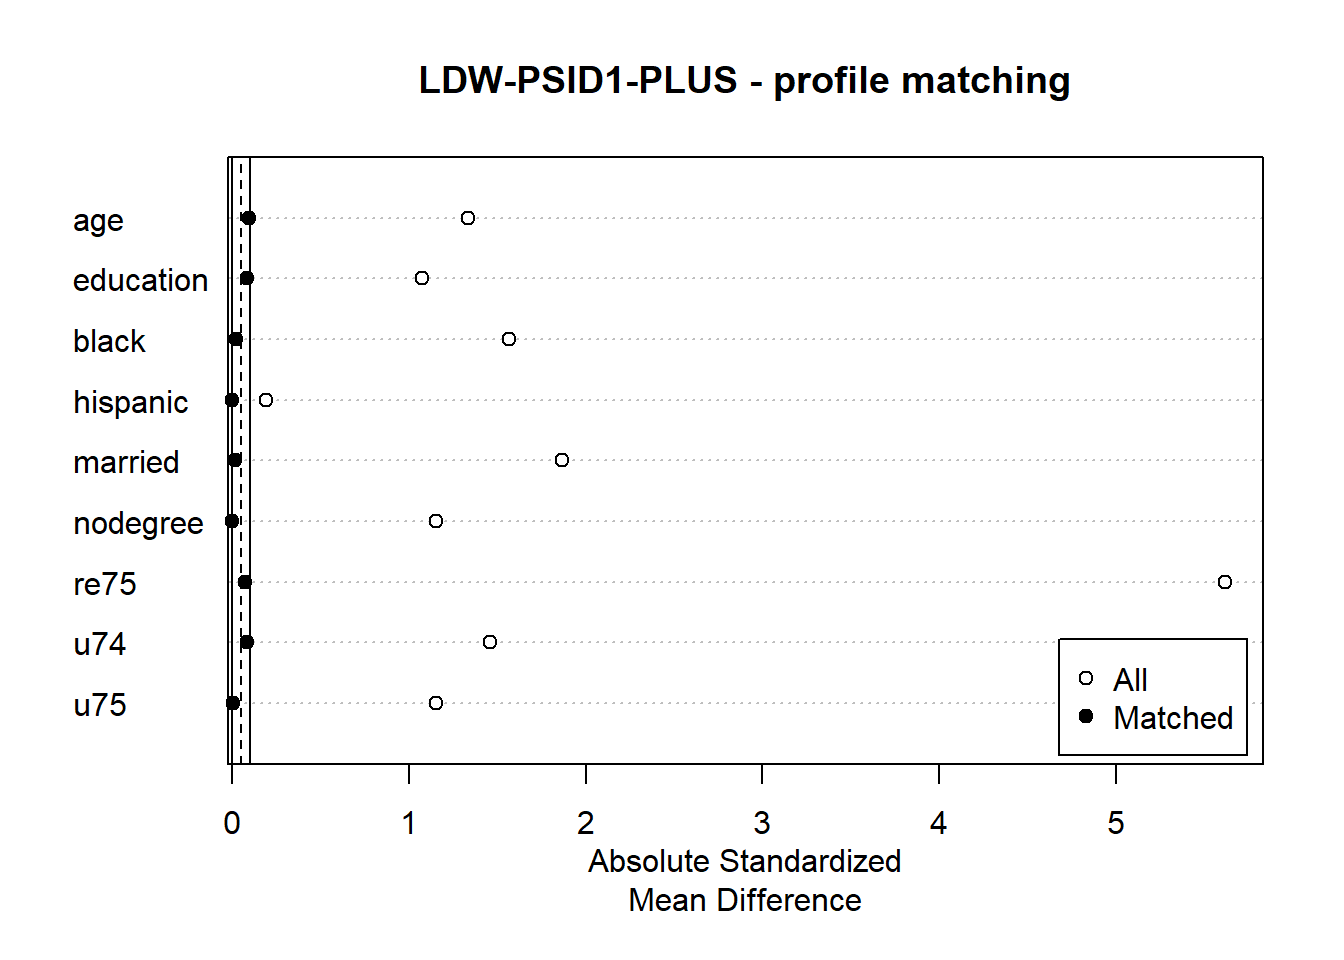 LDW-PSID1-PLUS - profile matching
age
education
black
hispanic
married
nodegree
re75
u74
u75
All
Matched
0 1 2 3 4 5
Absolute Standardized
Mean Difference